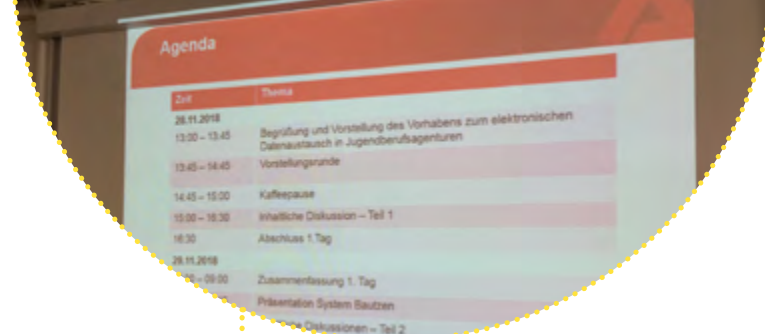 Agenda
Zeit Thema
28.11.2018
13:00 – 13:45 Begrüßung und Vorstellung des Vorhabens zum elektronischen
Datenaustausch in Jugendberufsagenturen
13:45 – 14:45 Vorstellungsrunde
14:45 – 15:00 Kaffeepause
15:00 – 16:30 Inhaltliche Diskussion – Teil 1
16:30 Abschluss 1.Tag
29.11.2018
– 09:00 Zusammenfassung 1. Tag
Präsentation System Bautzen
Diskussionen – Teil 2